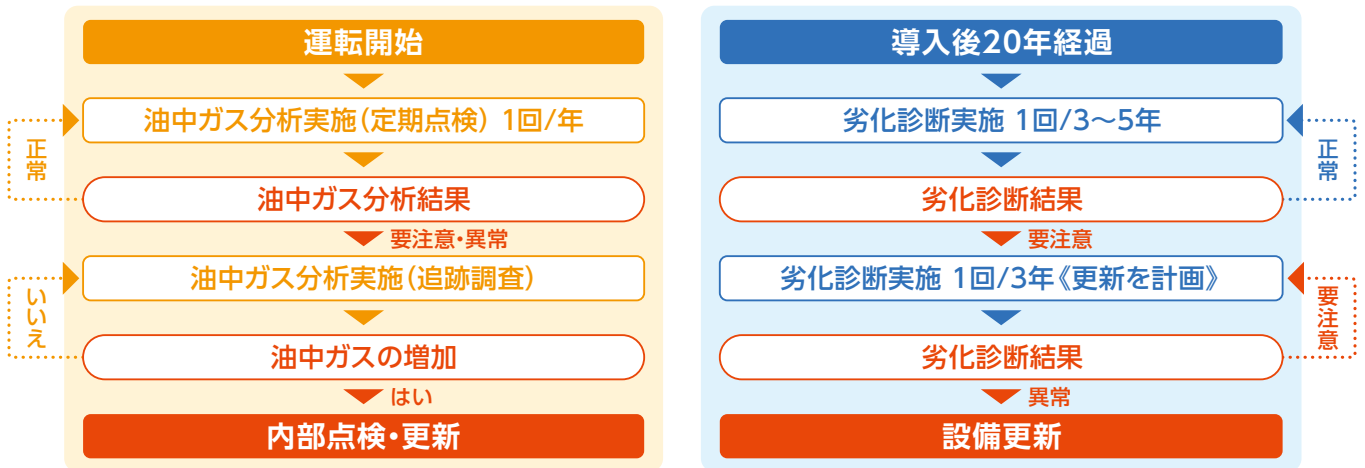 運転開始
油中ガス分析実施(定期点検) 1回/年
正常
油中ガス分析結果
要注意・異常
油中ガス分析実施(追跡調査)
いいえ
油中ガスの増加
はい
内部点検・更新
導入後20年経過
劣化診断実施 1回/3〜5年
正常
劣化診断結果
要注意
劣化診断実施 1回/3年《更新を計画》
要注意
劣化診断結果
異常
設備更新